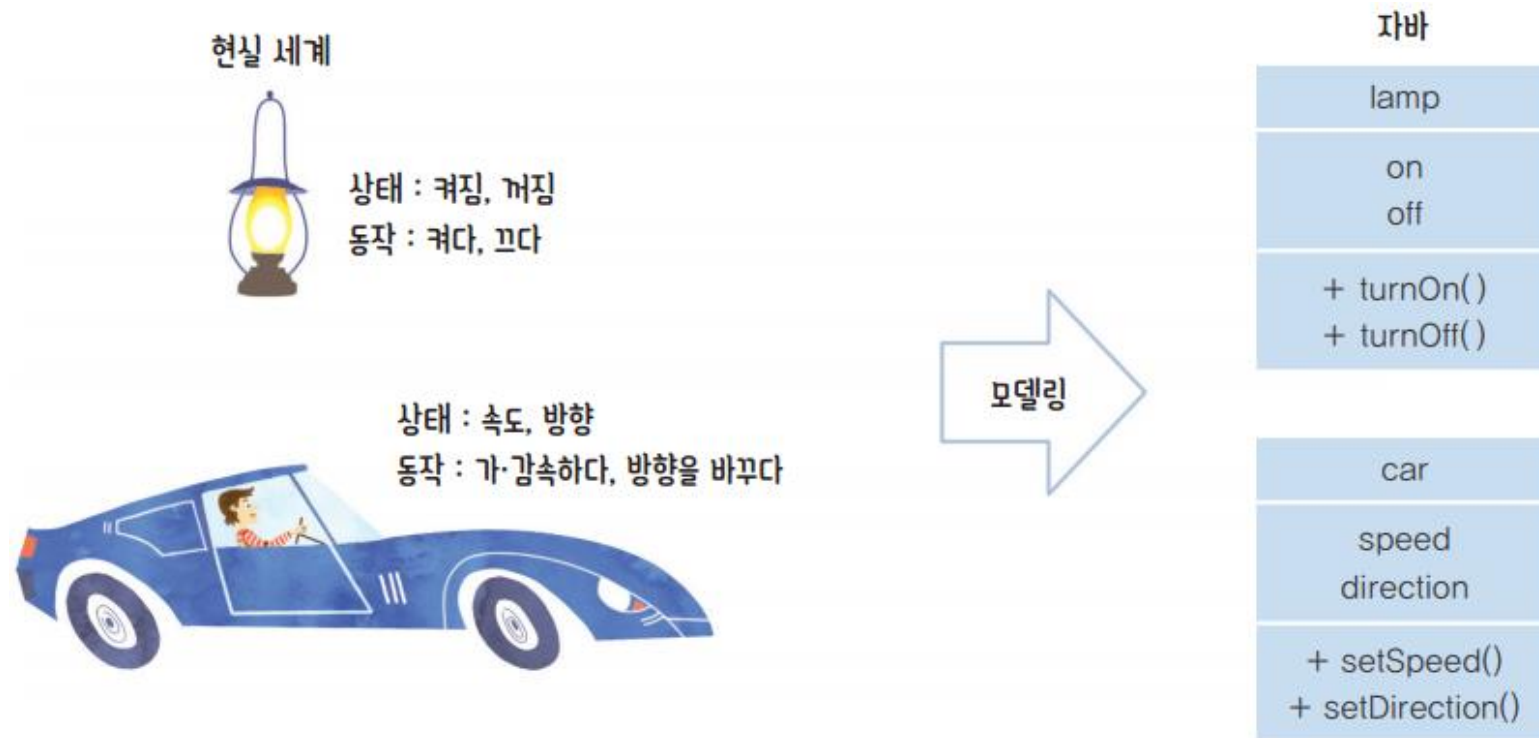 현실 세계
상태 : 켜짐, 꺼짐
동작 : 켜다, 끄다
상태 : 속도, 방향
동작 : 가·감속하다, 방향을 바꾸다
모델링
자바
lamp
on
off
+ turnOn( )
+ turnOff( )
car
speed
direction
+ setSpeed()
+ setDirection()